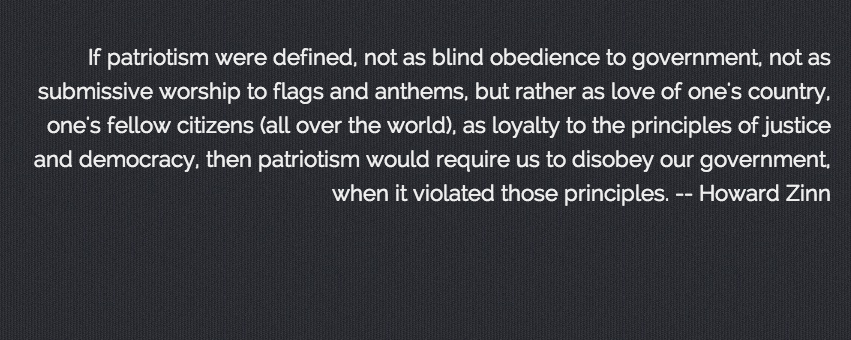 If patriotism were defined, not as blind obedience to government, not as
submissive worship to flags and anthems, but rather as love of one's country,
one's fellow citizens (all over the world), as loyalty to the principles of justice
and democracy, then patriotism would require us to disobey our government,
when it violated those principles. -- Howard Zinn